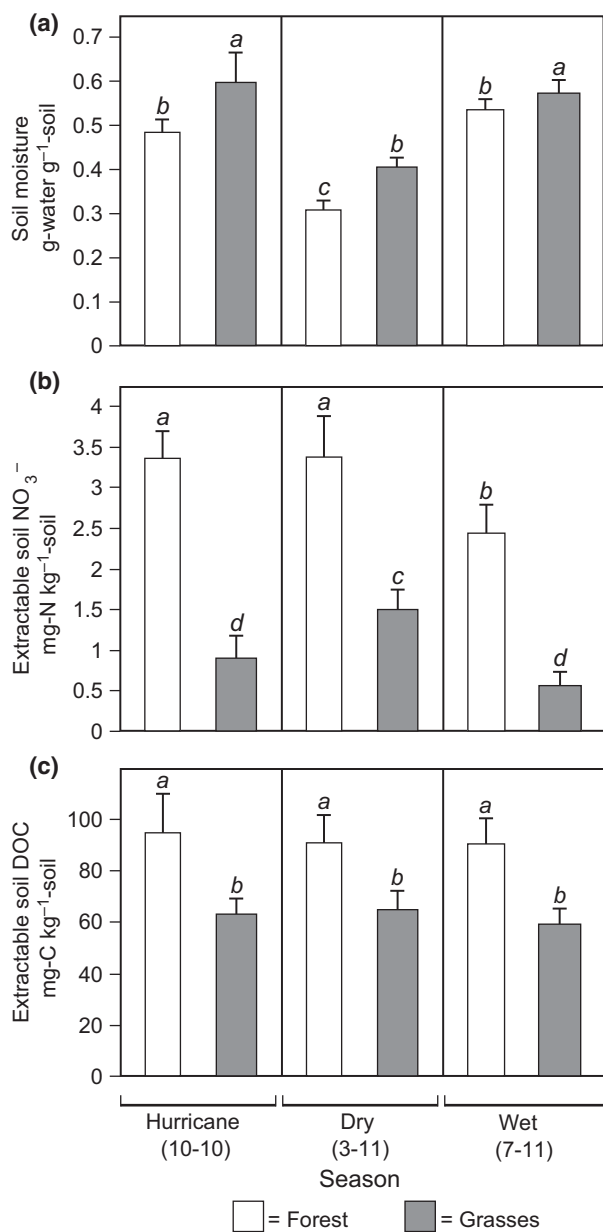 (a)
Soil moisture
g-water g⁻¹-soil
0.7
0.6
0.5
0.4
0.3
0.2
0.1
0
b
a
c
b
b
a
(b)
Extractable soil NO₃⁻
mg-N kg⁻¹-soil
4
3.5
3
2.5
2
1.5
1
0.5
0
a
d
a
c
b
d
(c)
Extractable soil DOC
mg-C kg⁻¹-soil
100
80
60
40
20
0
a
b
a
b
a
b
Hurricane Dry Wet
(10-10) (3-11) (7-11)
Season
= Forest = Grasses